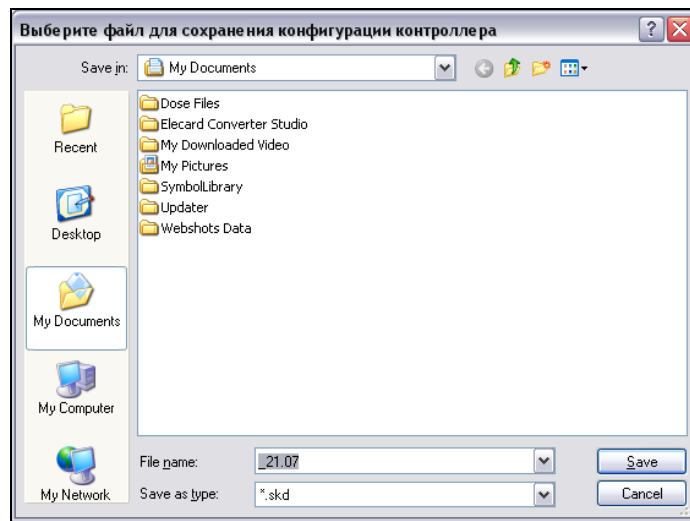 Выберите файл для сохранения конфигурации контроллера
Save in:
My Documents
Recent
Desktop
My Documents
My Computer
My Network
Dose Files
Elecard Converter Studio
My Downloaded Video
My Pictures
SymbolLibrary
Updater
Webshots Data
File name:
_21.07
Save
Save as type:
*.skd
Cancel